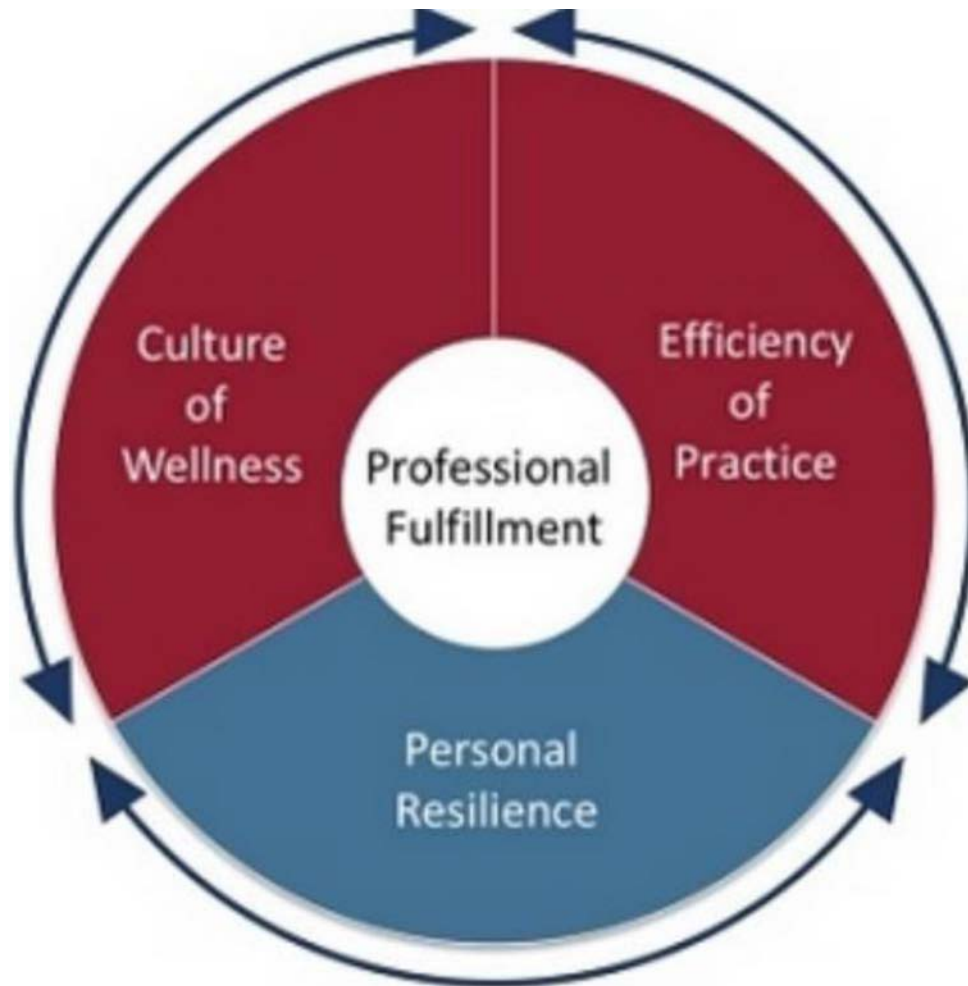 Culture
of
Wellness
Efficiency
of
Practice
Professional
Fulfillment
Personal
Resilience